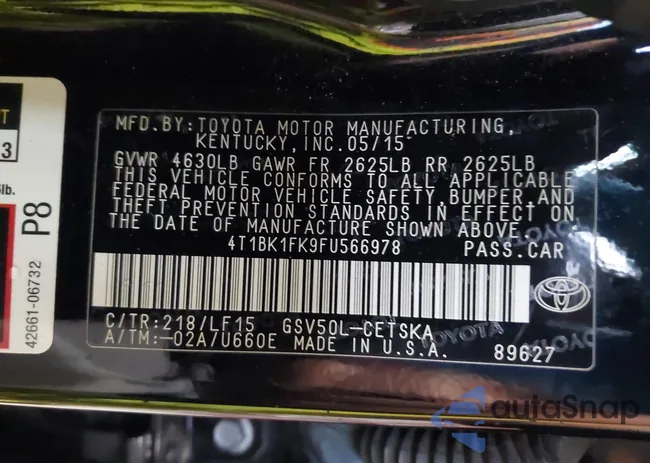 MFD.BY:TOYOTA MOTOR MANUFACTURING,
KENTUCKY,INC.05/15
GVWR 4630LB GAWR FR 2625LB RR 2625LB
THIS VEHICLE CONFORMS TO ALL APPLICABLE
FEDERAL MOTOR VEHICLE SAFETY,BUMPER,AND
THEFT PREVENTION STANDARDS IN EFFECT ON
THE DATE OF MANUFACTURE SHOWN ABOVE.
4T1BK1FK9FU566978 PASS.CAR
C/TR:218/LF15 GSV50L-CETSKA
A/TM:-02A/U660E MADE IN U.S.A. 89627
TOYOTA
P8
42661-06732
lb.
autoSnap